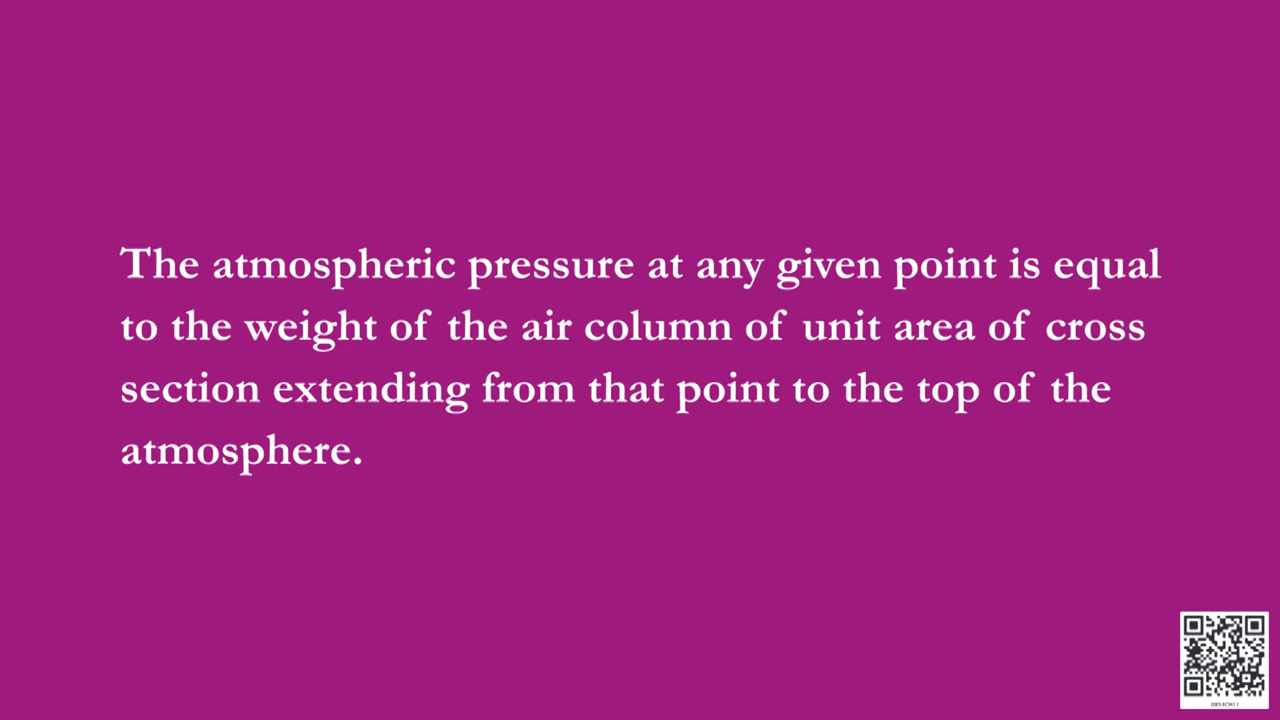 The atmospheric pressure at any given point is equal
to the weight of the air column of unit area of cross
section extending from that point to the top of the
atmosphere.
0854CH11